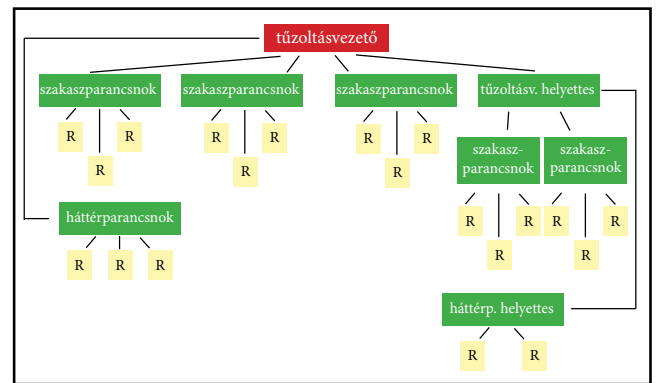 tűzoltásvezető
szakaszparancsnok
szakaszparancsnok
szakaszparancsnok
tűzoltásv. helyettes
R
R
R
R
R
R
R
R
R
szakasz-
parancsnok
szakasz-
parancsnok
háttérparancsnok
R
R
R
R
R
R
R
R
R
háttérp. helyettes
R
R